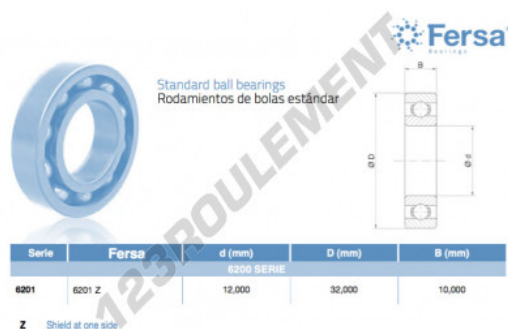 Fersa
Bearings
Standard ball bearings
Rodamientos de bolas estándar
B
Ø D
Ø d
123ROULEMENT
Serie Fersa d (mm) D (mm) B (mm)
6200 SERIE
6201 6201 Z 12,000 32,000 10,000
Z Shield at one side